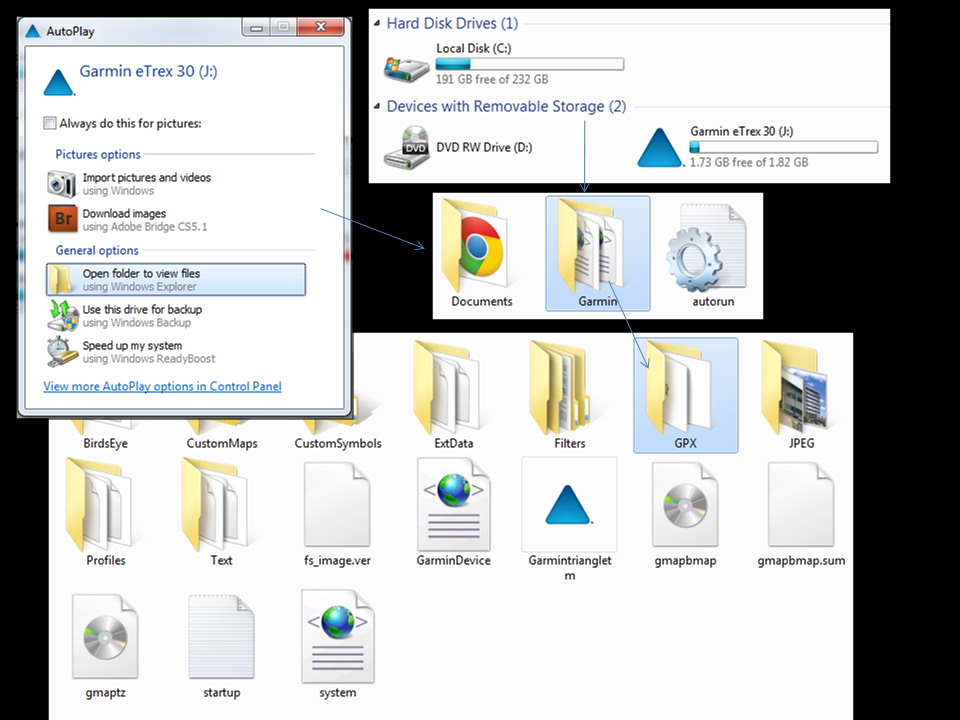 AutoPlay
Garmin eTrex 30 (J:)
Always do this for pictures:
Pictures options
Import pictures and videos
using Windows
Br
Download images
using Adobe Bridge CS5.1
General options
Open folder to view files
using Windows Explorer
Use this drive for backup
using Windows Backup
Speed up my system
using Windows ReadyBoost
View more AutoPlay options in Control Panel
Hard Disk Drives (1)
Local Disk (C:)
191 GB free of 232 GB
Devices with Removable Storage (2)
DVD
DVD RW Drive (D:)
Garmin eTrex 30 (J:)
1.73 GB free of 1.82 GB
Documents
Garmin
autorun
BirdsEye
CustomMaps
CustomSymbols
ExtData
Filters
GPX
JPEG
Profiles
Text
fs_image.ver
GarminDevice
Garmintrianglet
m
gmapbmap
gmapbmap.sum
gmaptz
startup
system